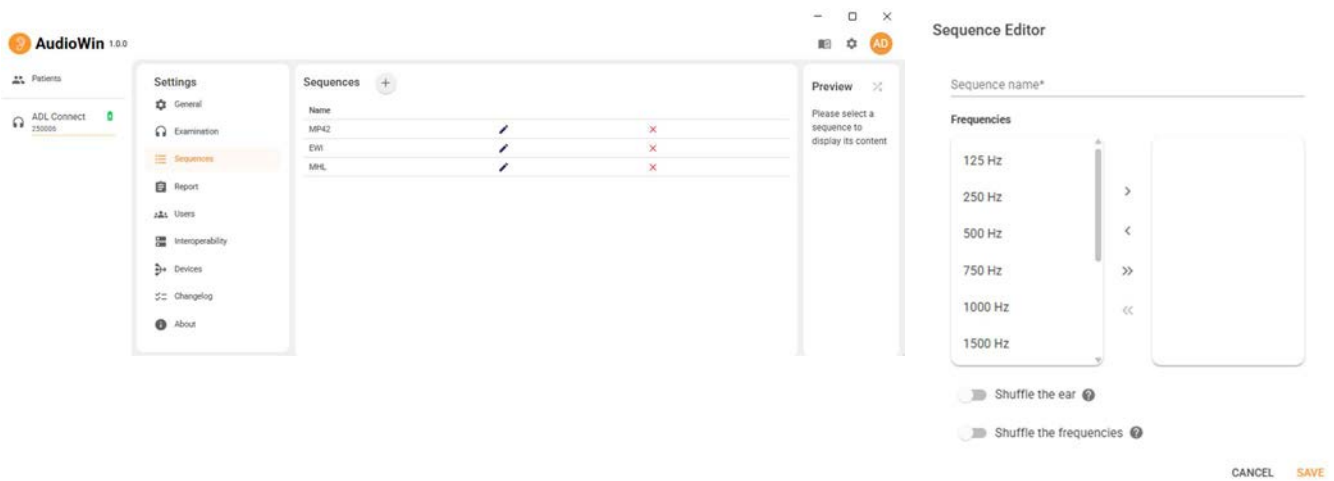 AudioWin 1.0.0
AD
Patients
ADL Connect
250006
Settings
General
Examination
Sequences
Report
Users
Interoperability
Devices
Changelog
About
Sequences
Name
MP42
EWI
MHL
Preview
Please select a
sequence to
display its content
Sequence Editor
Sequence name*
Frequencies
125 Hz
250 Hz
500 Hz
750 Hz
1000 Hz
1500 Hz
Shuffle the ear
Shuffle the frequencies
CANCEL SAVE